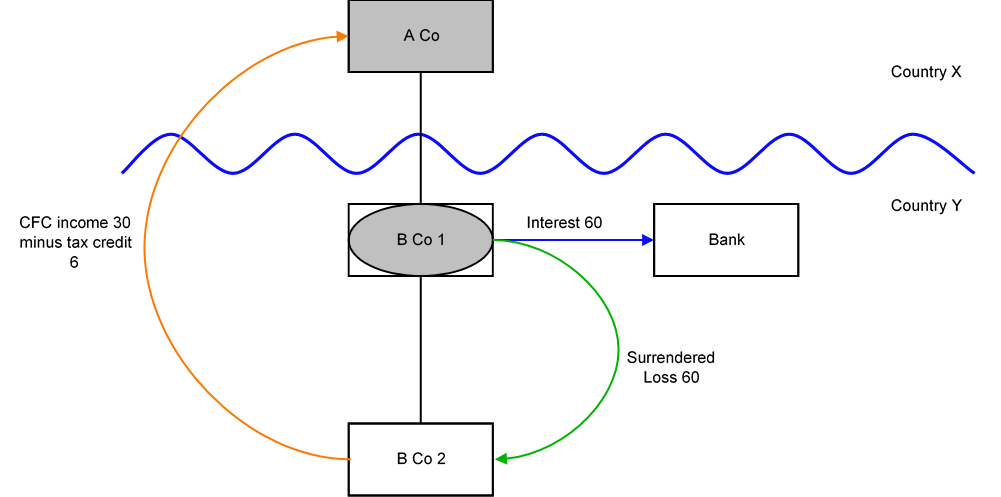 A Co
Country X
Country Y
CFC income 30
minus tax credit
6
B Co 1
Interest 60
Bank
Surrendered
Loss 60
B Co 2